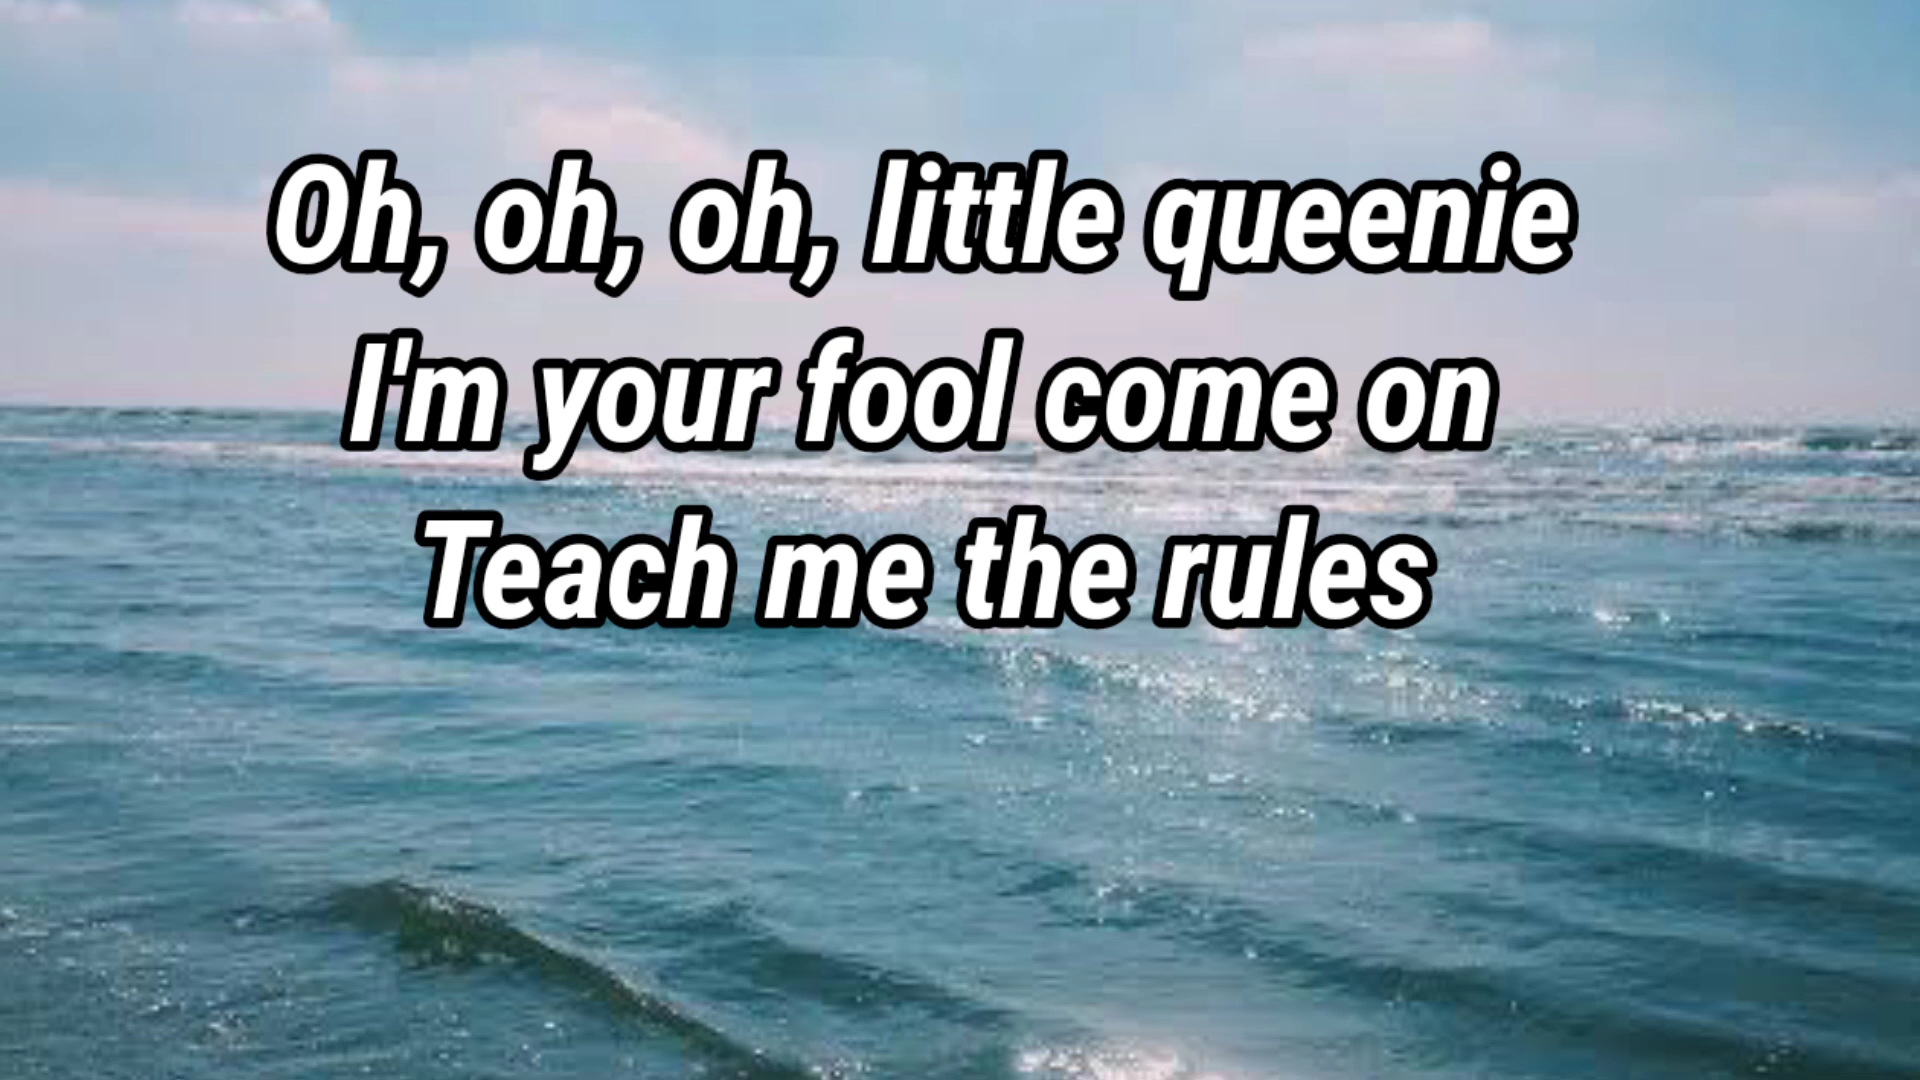 Oh, oh, oh, little queenie
I'm your fool come on
Teach me the rules